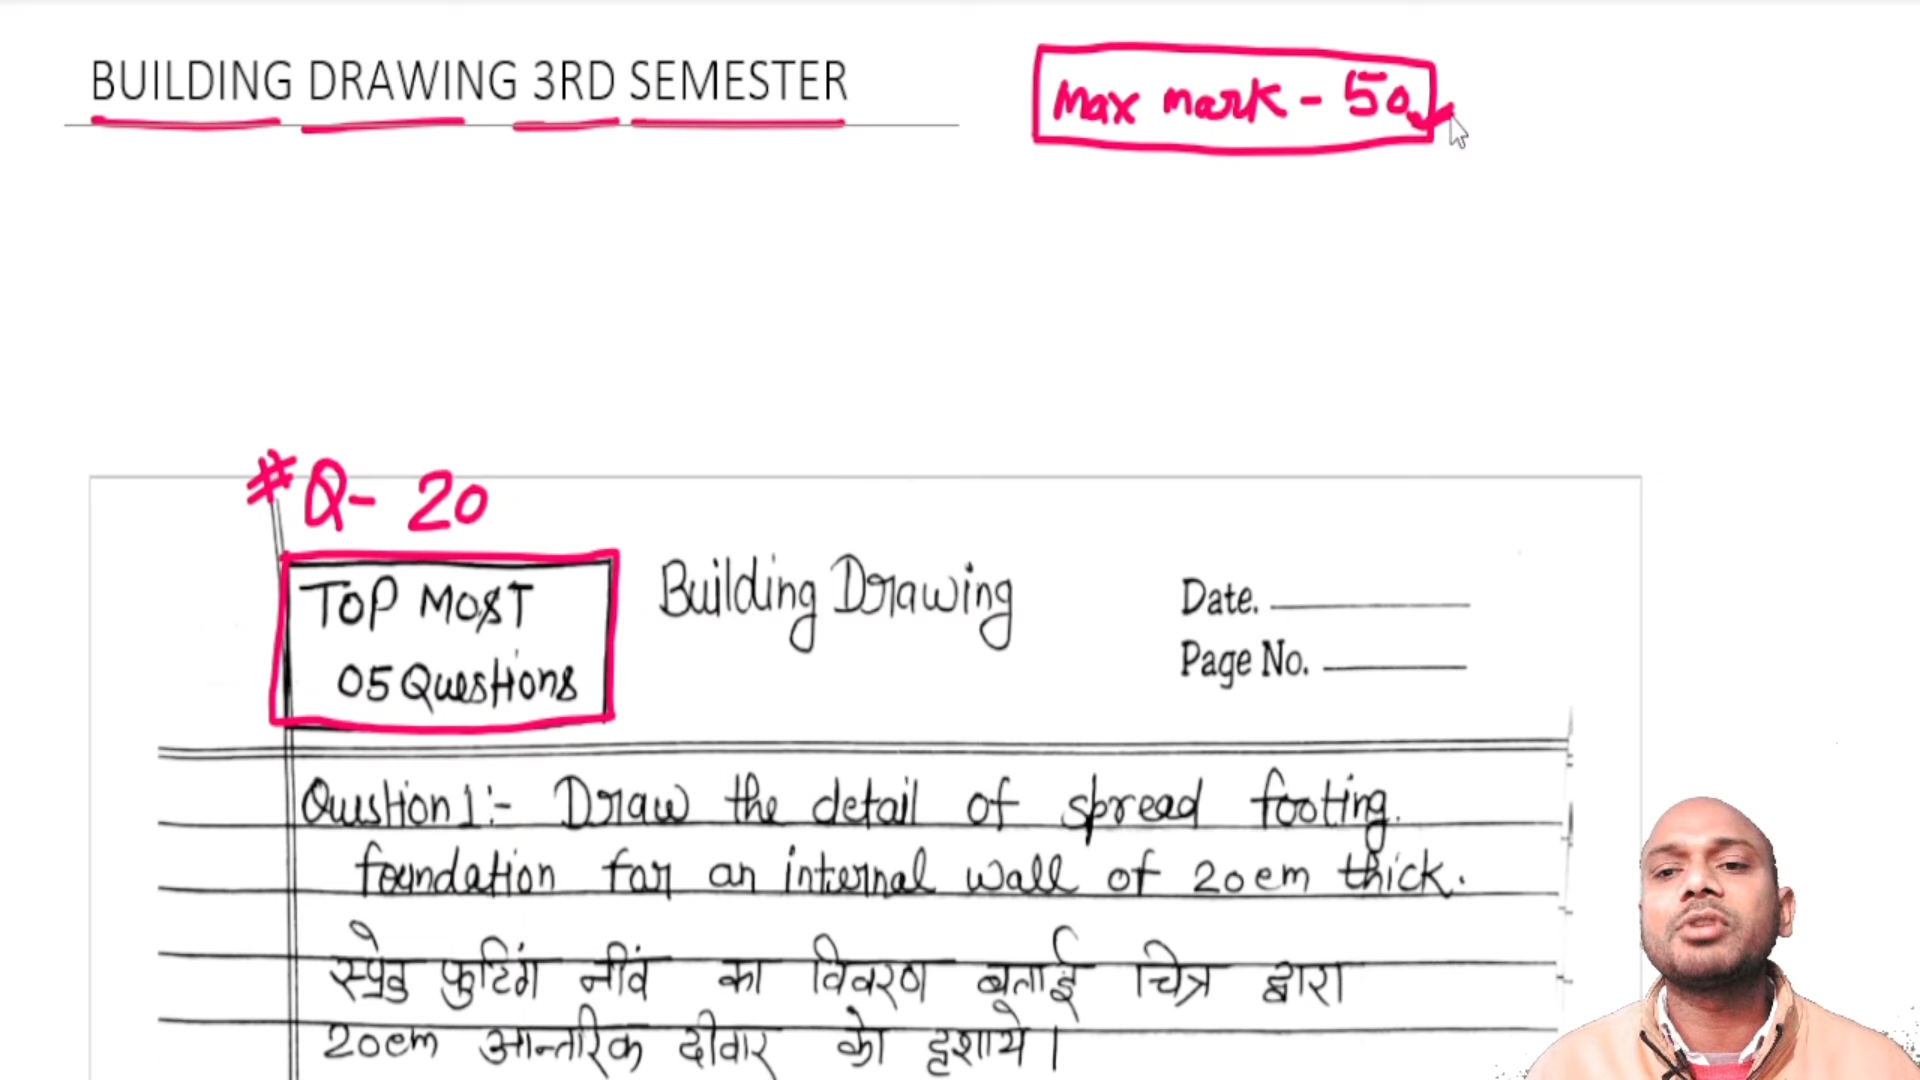 BUILDING DRAWING 3RD SEMESTER
Max mark - 50
# Q- 20
TOP MOST
05 Questions
Building Drawing
Date.
Page No.
Question 1:- Draw the detail of spread footing.
foundation for an internal wall of 20cm thick.
स्प्रेड फुटिंग नींव का विवरण बताई चित्र द्वारा
20cm आन्तरिक दीवार को दृशाये।